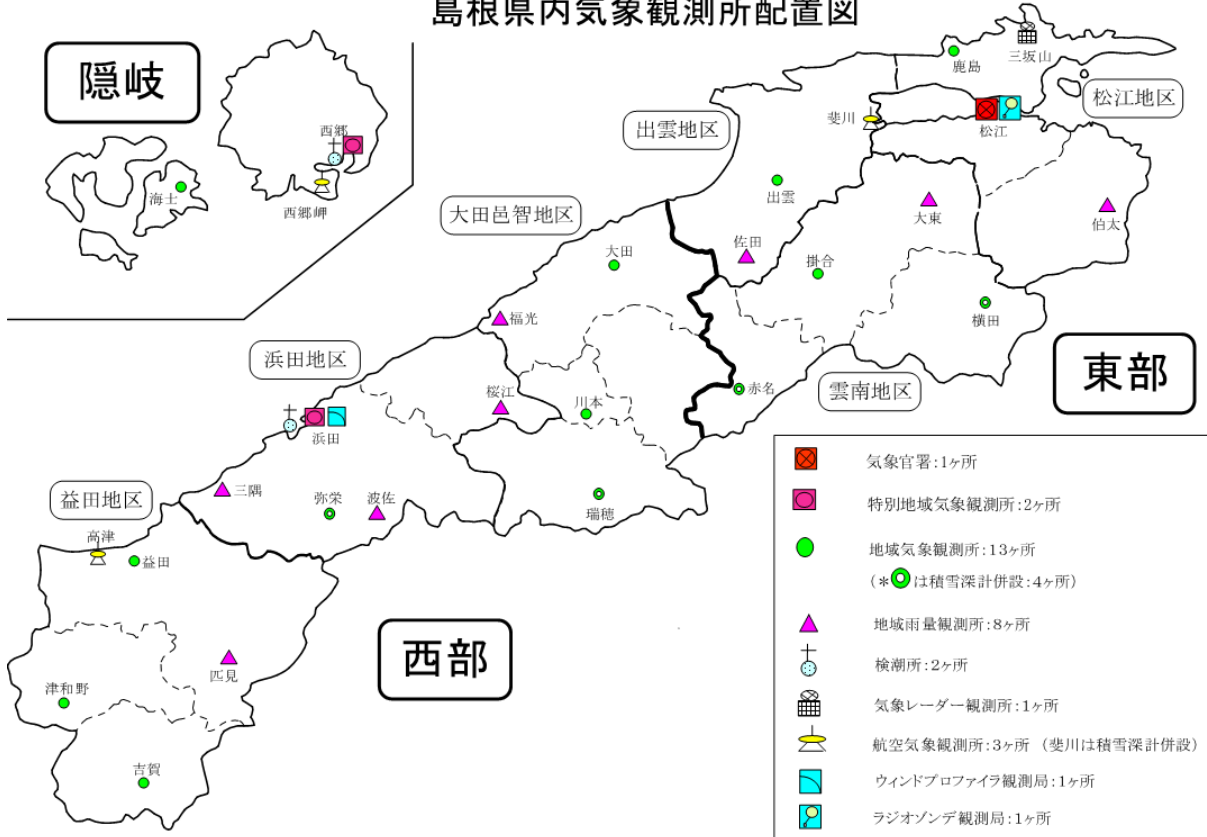 島根県内気象観測所配置図
隠岐
西郷
海士
西郷岬
鹿島
三坂山
松江地区
出雲地区
斐川
松江
出雲
大東
伯太
大田邑智地区
佐田
大田
掛合
福光
横田
浜田地区
東部
赤名
雲南地区
桜江
川本
浜田
三隅
弥栄
波佐
瑞穂
益田地区
高津
益田
西部
匹見
津和野
吉賀
気象官署:1ヶ所
特別地域気象観測所:2ヶ所
地域気象観測所:13ヶ所
(*◎は積雪深計併設:4ヶ所)
地域雨量観測所:8ヶ所
検潮所:2ヶ所
気象レーダー観測所:1ヶ所
航空気象観測所:3ヶ所 (斐川は積雪深計併設)
ウィンドプロファイラ観測局:1ヶ所
ラジオゾンデ観測局:1ヶ所